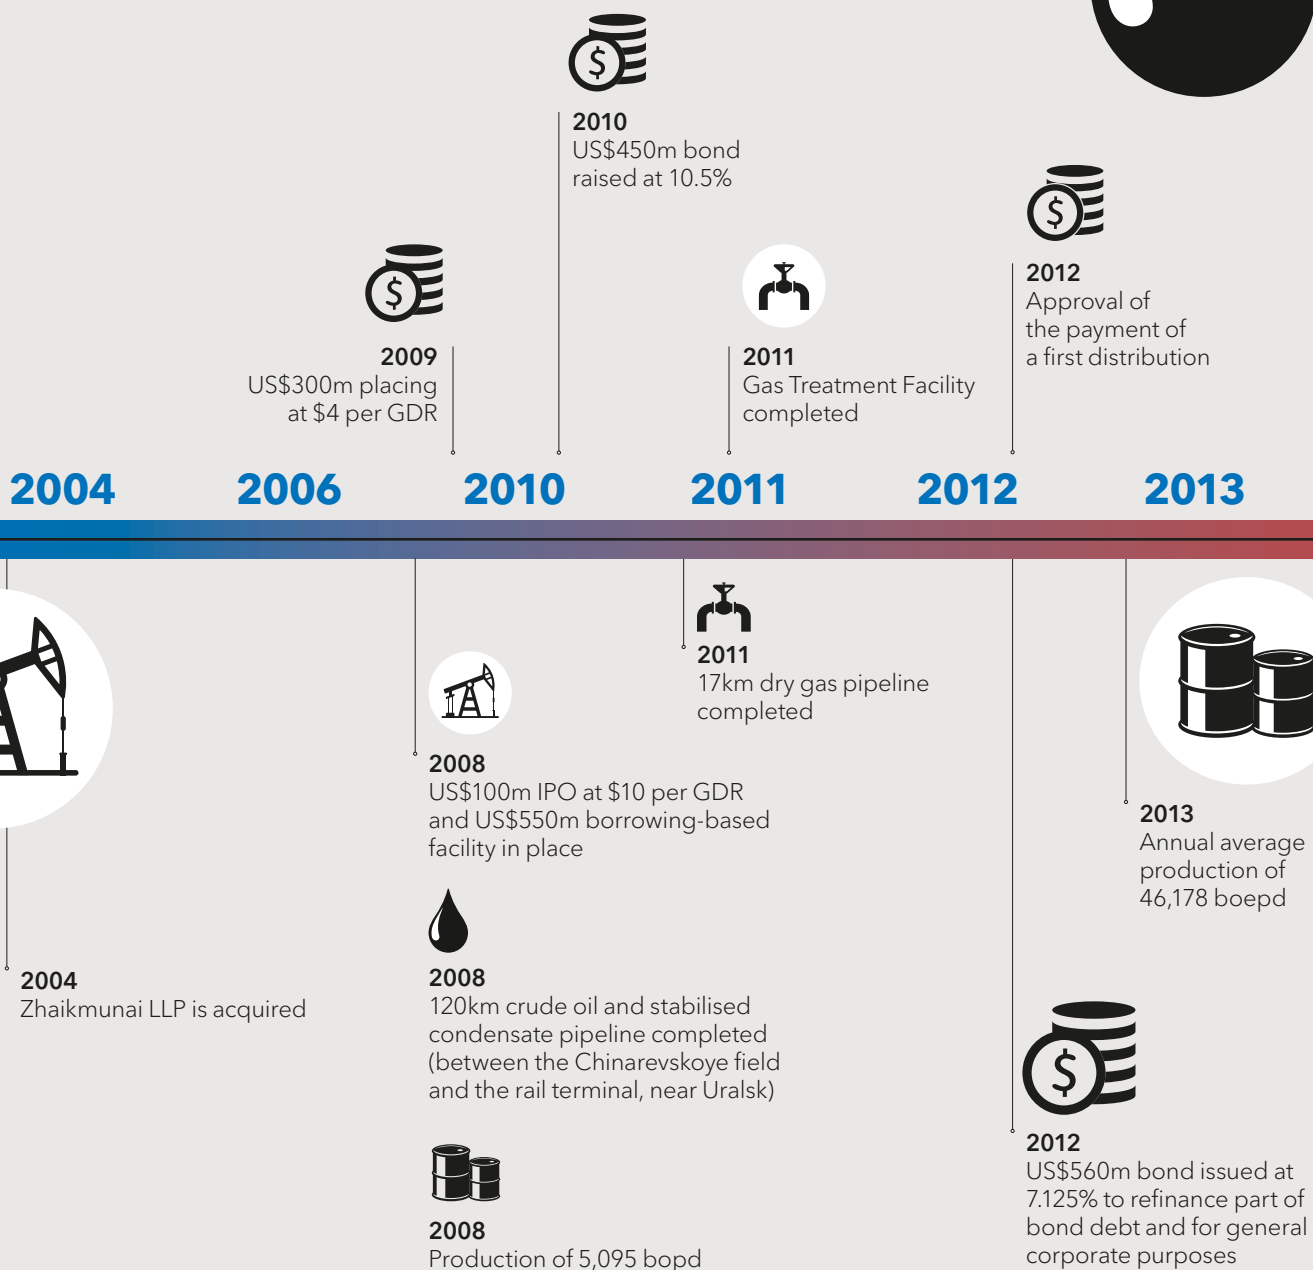 2010
US$450m bond
raised at 10.5%
2012
Approval of
the payment of
a first distribution
2009
US$300m placing
at $4 per GDR
2011
Gas Treatment Facility
completed
2004 2006 2010 2011 2012 2013
2011
17km dry gas pipeline
completed
2008
US$100m IPO at $10 per GDR
and US$550m borrowing-based
facility in place
2013
Annual average
production of
46,178 boepd
2004
Zhaikmunai LLP is acquired
2008
120km crude oil and stabilised
condensate pipeline completed
(between the Chinarevskoye field
and the rail terminal, near Uralsk)
2012
US$560m bond issued at
7.125% to refinance part of
bond debt and for general
corporate purposes
2008
Production of 5,095 bopd